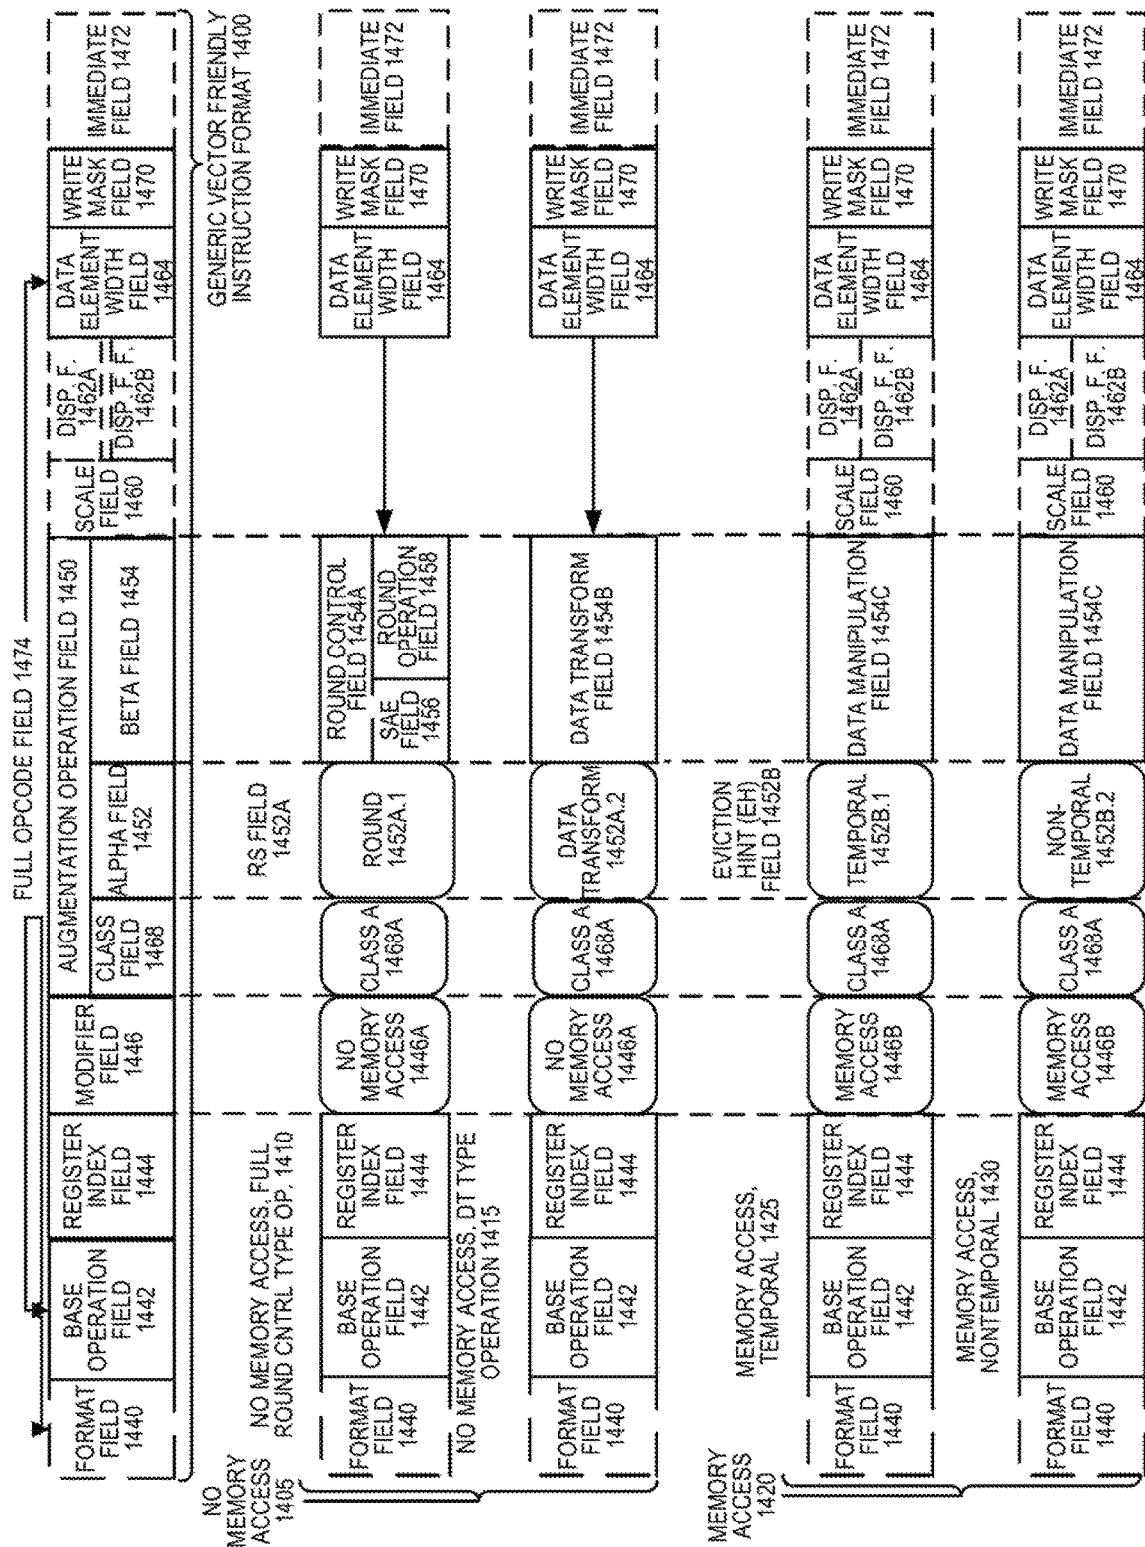 FULL OPCODE FIELD 1474
FORMAT
FIELD
1440
BASE
OPERATION
FIELD
1442
REGISTER
INDEX
FIELD
1444
MODIFIER
FIELD
1446
AUGMENTATION OPERATION FIELD 1450
CLASS
FIELD
1468
ALPHA FIELD
1452
BETA FIELD 1454
SCALE
FIELD
1460
DISP. F.
1462A
DISP. F. F.
1462B
DATA
ELEMENT
WIDTH
FIELD
1464
WRITE
MASK
FIELD
1470
IMMEDIATE
FIELD 1472
GENERIC VECTOR FRIENDLY
INSTRUCTION FORMAT 1400
NO
MEMORY
ACCESS
1405
NO MEMORY ACCESS, FULL
ROUND CNTRL TYPE OP. 1410
RS FIELD
1452A
FORMAT
FIELD
1440
BASE
OPERATION
FIELD
1442
REGISTER
INDEX
FIELD
1444
NO
MEMORY
ACCESS
1446A
CLASS A
1468A
ROUND
1452A.1
ROUND CONTROL
FIELD 1454A
SAE
FIELD
1456
ROUND
OPERATION
FIELD 1458
DATA
ELEMENT
WIDTH
FIELD
1464
WRITE
MASK
FIELD
1470
IMMEDIATE
FIELD 1472
NO MEMORY ACCESS, DT TYPE
OPERATION 1415
FORMAT
FIELD
1440
BASE
OPERATION
FIELD
1442
REGISTER
INDEX
FIELD
1444
NO
MEMORY
ACCESS
1446A
CLASS A
1468A
DATA
TRANSFORM
1452A.2
DATA TRANSFORM
FIELD 1454B
DATA
ELEMENT
WIDTH
FIELD
1464
WRITE
MASK
FIELD
1470
IMMEDIATE
FIELD 1472
MEMORY
ACCESS
1420
MEMORY ACCESS,
TEMPORAL 1425
EVICTION
HINT (EH)
FIELD 1452B
FORMAT
FIELD
1440
BASE
OPERATION
FIELD
1442
REGISTER
INDEX
FIELD
1444
MEMORY
ACCESS
1446B
CLASS A
1468A
TEMPORAL
1452B.1
DATA MANIPULATION
FIELD 1454C
SCALE
FIELD
1460
DISP. F.
1462A
DISP. F. F.
1462B
DATA
ELEMENT
WIDTH
FIELD
1464
WRITE
MASK
FIELD
1470
IMMEDIATE
FIELD 1472
MEMORY ACCESS,
NONTEMPORAL 1430
FORMAT
FIELD
1440
BASE
OPERATION
FIELD
1442
REGISTER
INDEX
FIELD
1444
MEMORY
ACCESS
1446B
CLASS A
1468A
NON-
TEMPORAL
1452B.2
DATA MANIPULATION
FIELD 1454C
SCALE
FIELD
1460
DISP. F.
1462A
DISP. F. F.
1462B
DATA
ELEMENT
WIDTH
FIELD
1464
WRITE
MASK
FIELD
1470
IMMEDIATE
FIELD 1472